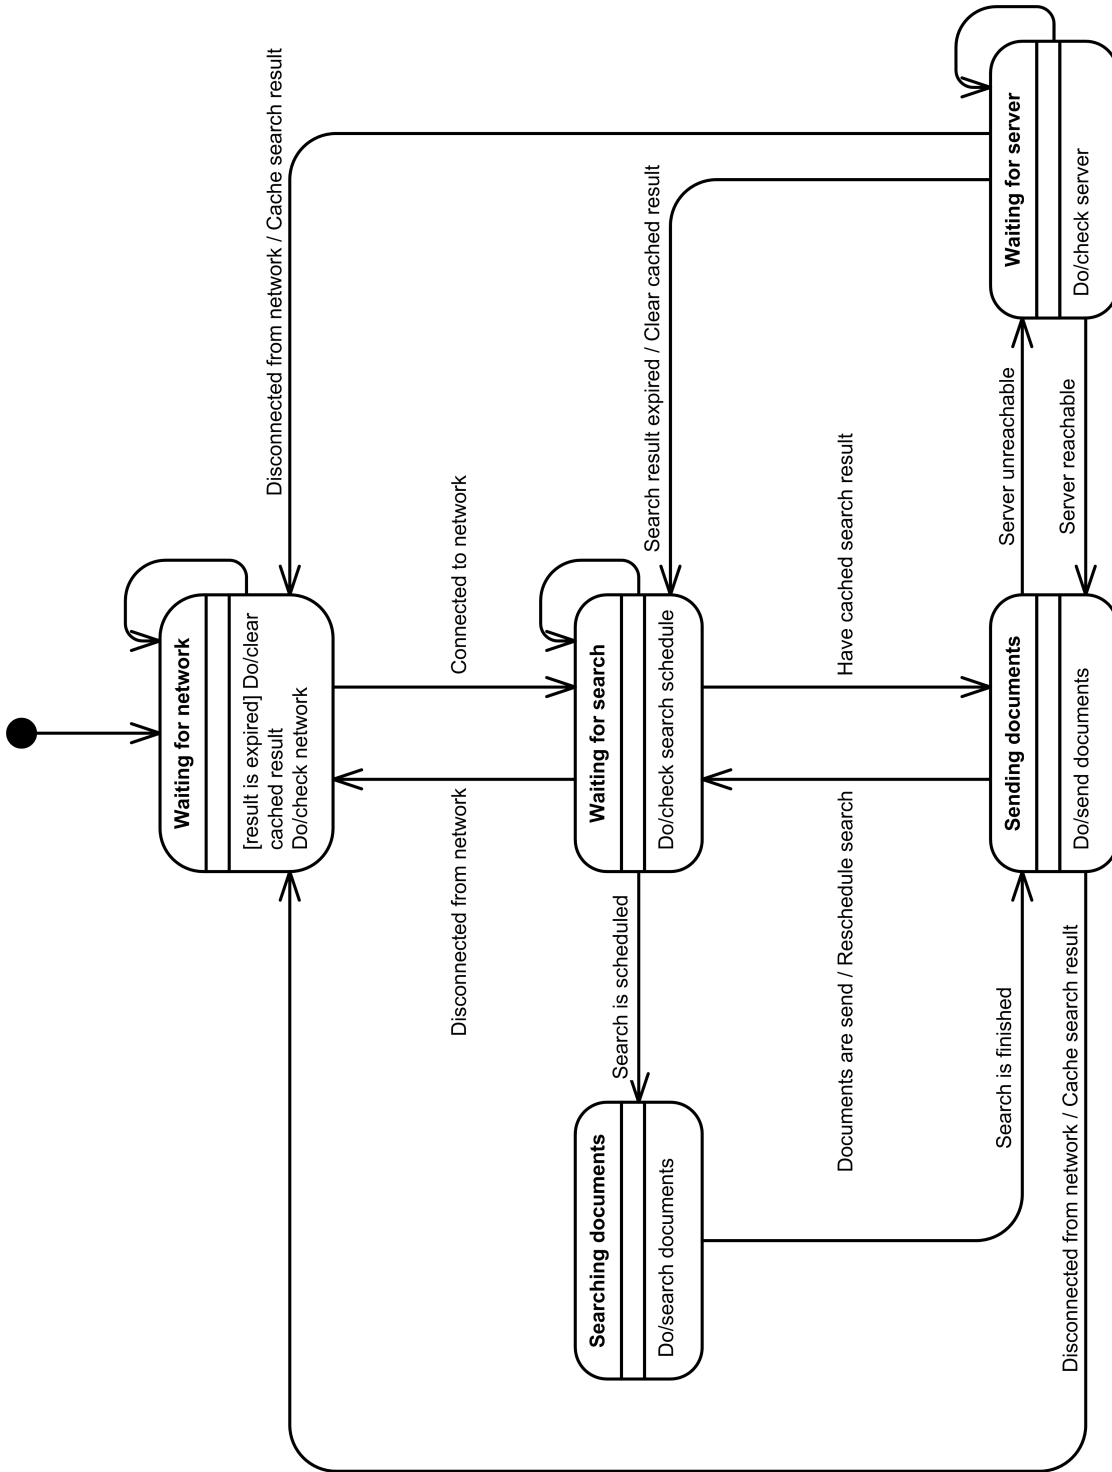 Waiting for network
[result is expired] Do/clear
cached result
Do/check network
Disconnected from network / Cache search result
Connected to network
Disconnected from network
Waiting for search
Do/check search schedule
Search result expired / Clear cached result
Search is scheduled
Searching documents
Do/search documents
Have cached search result
Documents are send / Reschedule search
Search is finished
Sending documents
Do/send documents
Server unreachable
Server reachable
Waiting for server
Do/check server
Disconnected from network / Cache search result